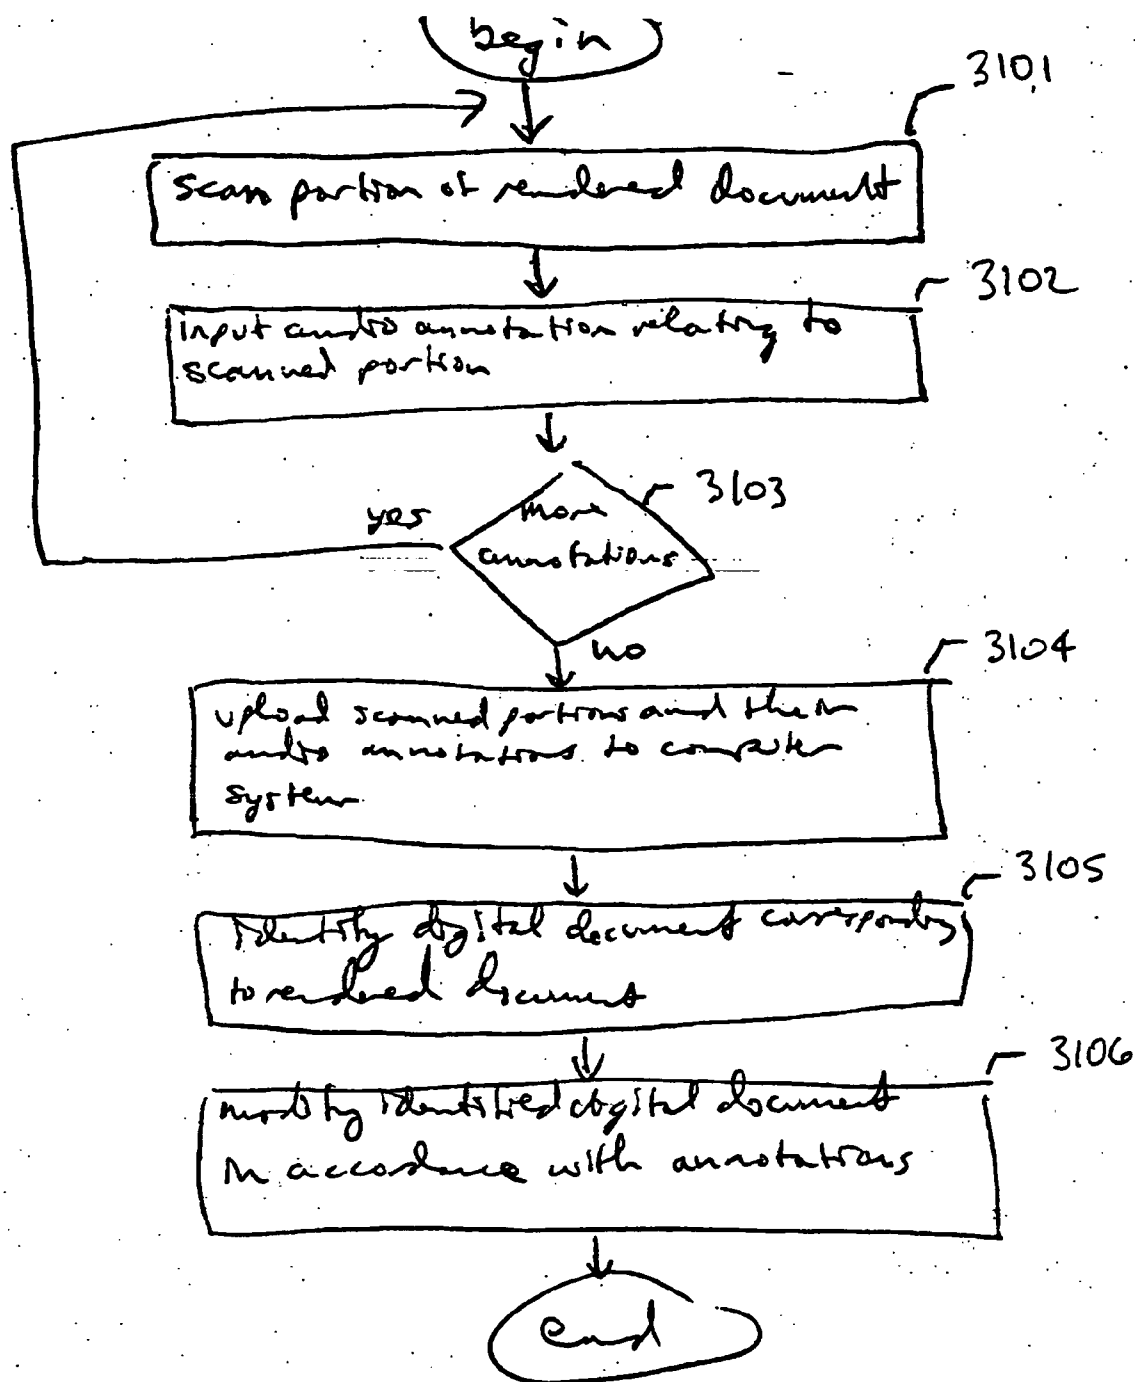 begin
3101
scan portion of rendered document
3102
input audio annotation relating to
scanned portion
3103
yes
more
annotations
no
3104
upload scanned portions and their
audio annotations to computer
system
3105
identify digital document corresponding
to rendered document
3106
modify identified digital document
in accordance with annotations
end